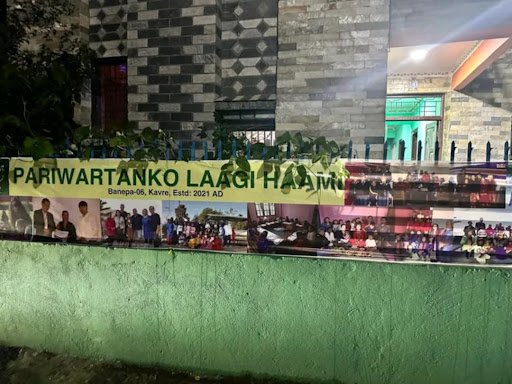 PARIWARTANKO LAAGI HAAMI
Banepa-06, Kavre, Estd: 2021 AD